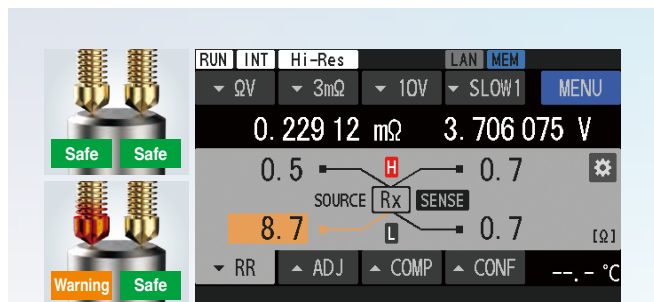 RUN INT Hi-Res LAN MEM
ΩV 3mΩ 10V SLOW1 MENU
0.229 12 mΩ 3.706 075 V
Safe Safe
0.5 H 0.7
SOURCE Rx SENSE
8.7 L 0.7 [Ω]
Warning Safe
RR ADJ COMP CONF --.- °C